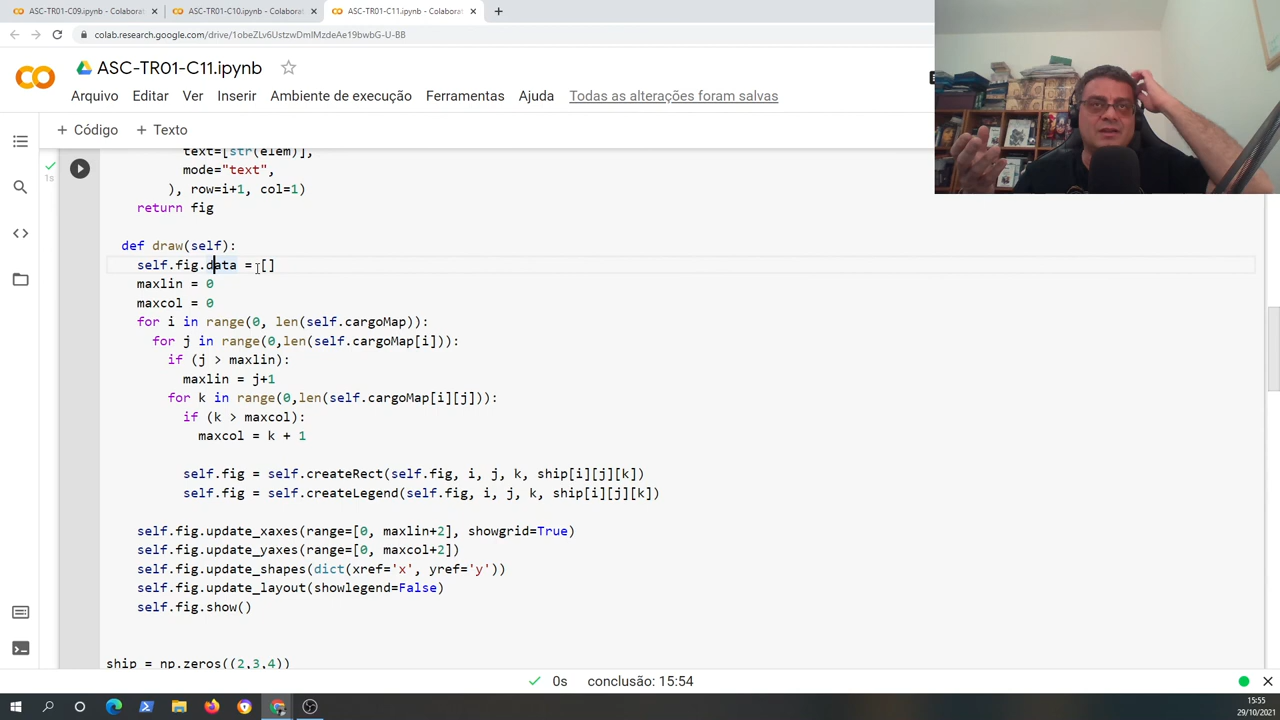 ASC-TR01-C09.ipynb - Colaborat
ASC-TR01-C10.ipynb - Colaborat
ASC-TR01-C11.ipynb - Colaborat
colab.research.google.com/drive/1obeZLv6UstzwDmIMzdeAe19bwbG-U-BB
ASC-TR01-C11.ipynb
Arquivo Editar Ver Inserir Ambiente de execução Ferramentas Ajuda Todas as alterações foram salvas
+ Código + Texto
1s
text=[str(elem)],
mode="text",
), row=i+1, col=1)
return fig
def draw(self):
self.fig.data = []
maxlin = 0
maxcol = 0
for i in range(0, len(self.cargoMap)):
for j in range(0,len(self.cargoMap[i])):
if (j > maxlin):
maxlin = j+1
for k in range(0,len(self.cargoMap[i][j])):
if (k > maxcol):
maxcol = k + 1
self.fig = self.createRect(self.fig, i, j, k, ship[i][j][k])
self.fig = self.createLegend(self.fig, i, j, k, ship[i][j][k])
self.fig.update_xaxes(range=[0, maxlin+2], showgrid=True)
self.fig.update_yaxes(range=[0, maxcol+2])
self.fig.update_shapes(dict(xref='x', yref='y'))
self.fig.update_layout(showlegend=False)
self.fig.show()
ship = np.zeros((2,3,4))
0s conclusão: 15:54
15:55
29/10/2021